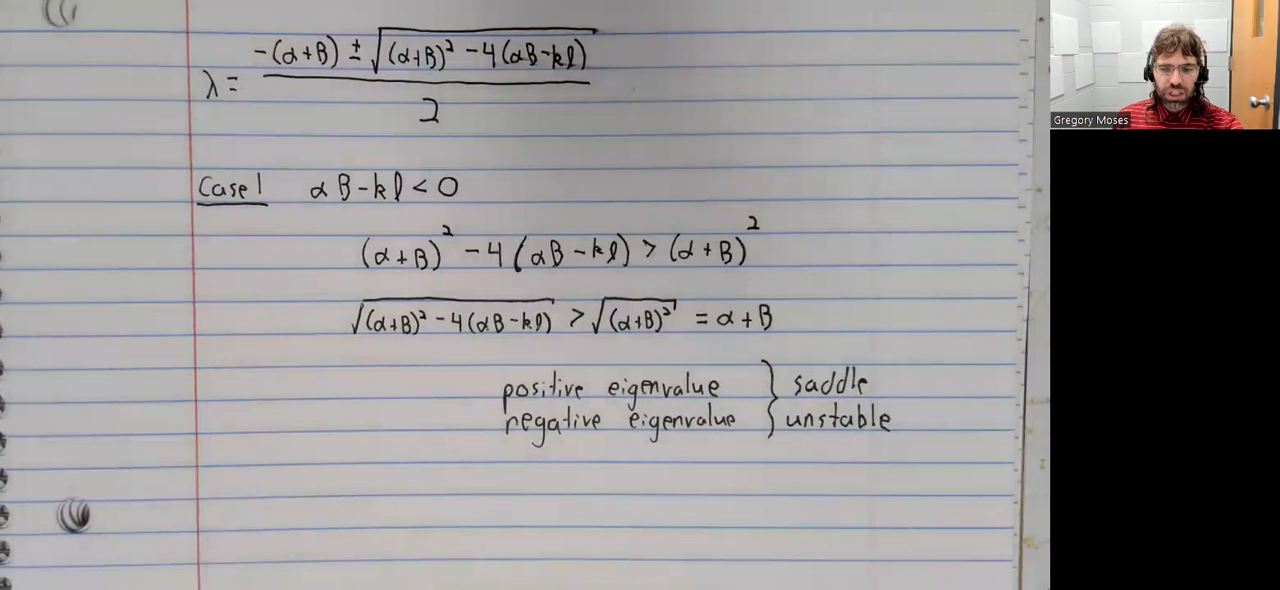 λ = (-(α+β) ± √((α+β)² - 4(αβ-kl))) / 2
Case 1 αβ-kl < 0
(α+β)² - 4(αβ-kl) > (α+β)²
√((α+β)² - 4(αβ-kl)) > √((α+β)²) = α+β
positive eigenvalue } saddle
negative eigenvalue } unstable
Gregory Moses